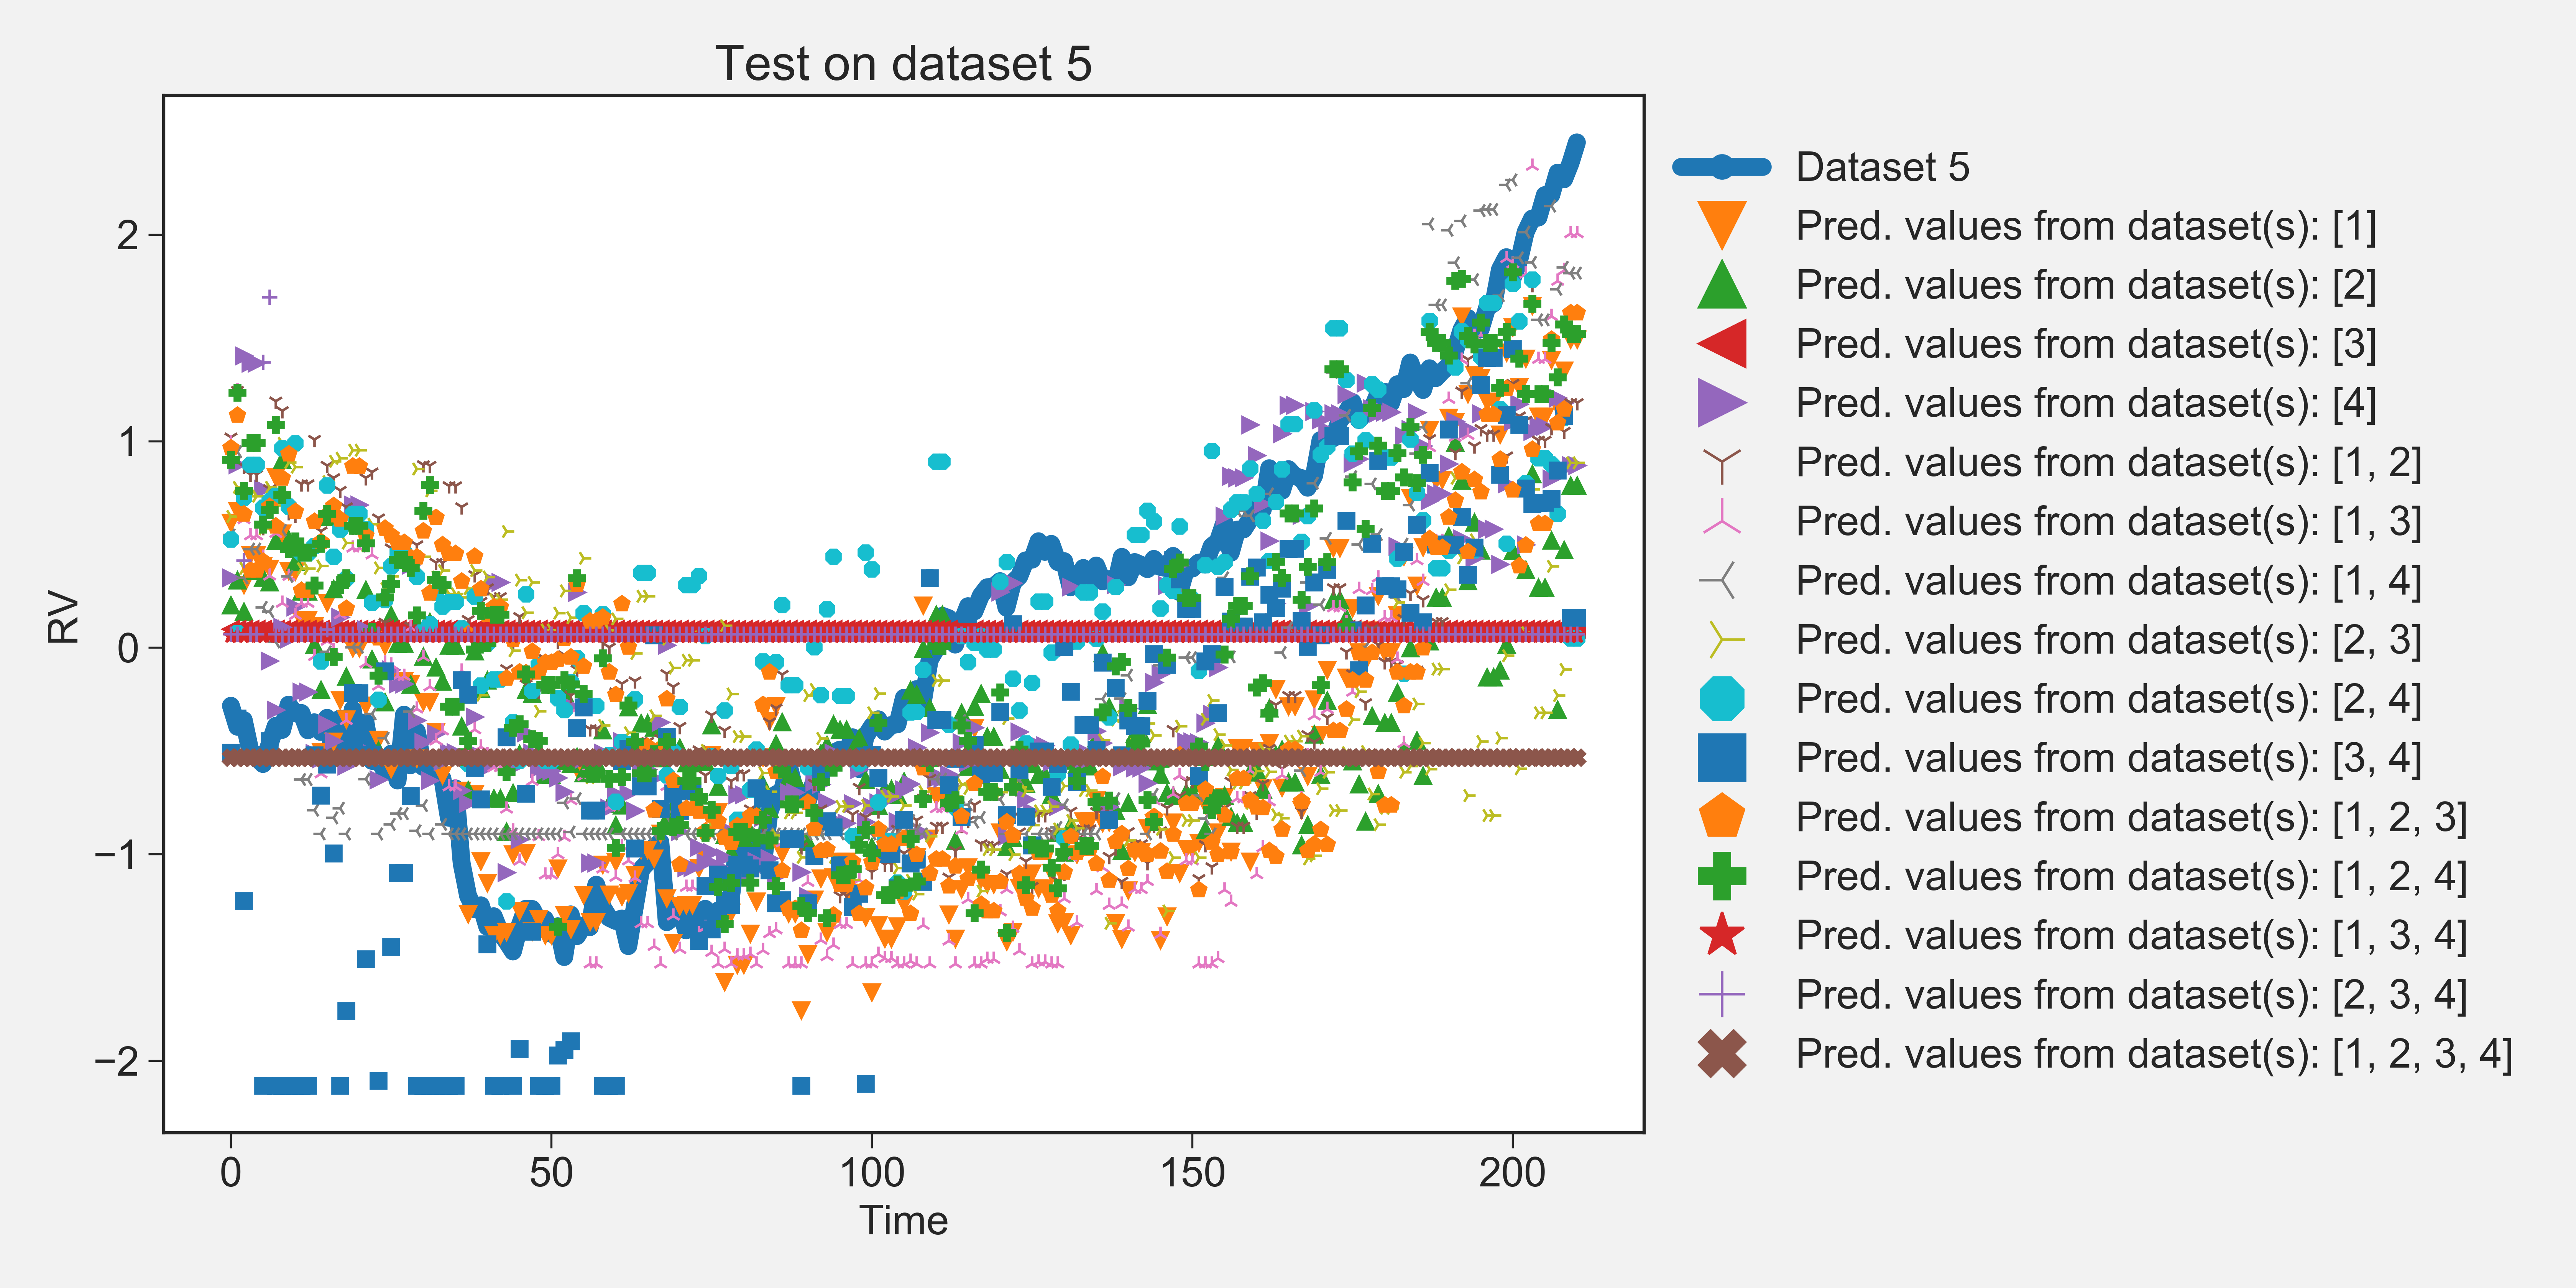 Test on dataset 5
RV
2
1
0
−1
−2
0 50 100 150 200
Time
Dataset 5
Pred. values from dataset(s): [1]
Pred. values from dataset(s): [2]
Pred. values from dataset(s): [3]
Pred. values from dataset(s): [4]
Pred. values from dataset(s): [1, 2]
Pred. values from dataset(s): [1, 3]
Pred. values from dataset(s): [1, 4]
Pred. values from dataset(s): [2, 3]
Pred. values from dataset(s): [2, 4]
Pred. values from dataset(s): [3, 4]
Pred. values from dataset(s): [1, 2, 3]
Pred. values from dataset(s): [1, 2, 4]
Pred. values from dataset(s): [1, 3, 4]
Pred. values from dataset(s): [2, 3, 4]
Pred. values from dataset(s): [1, 2, 3, 4]